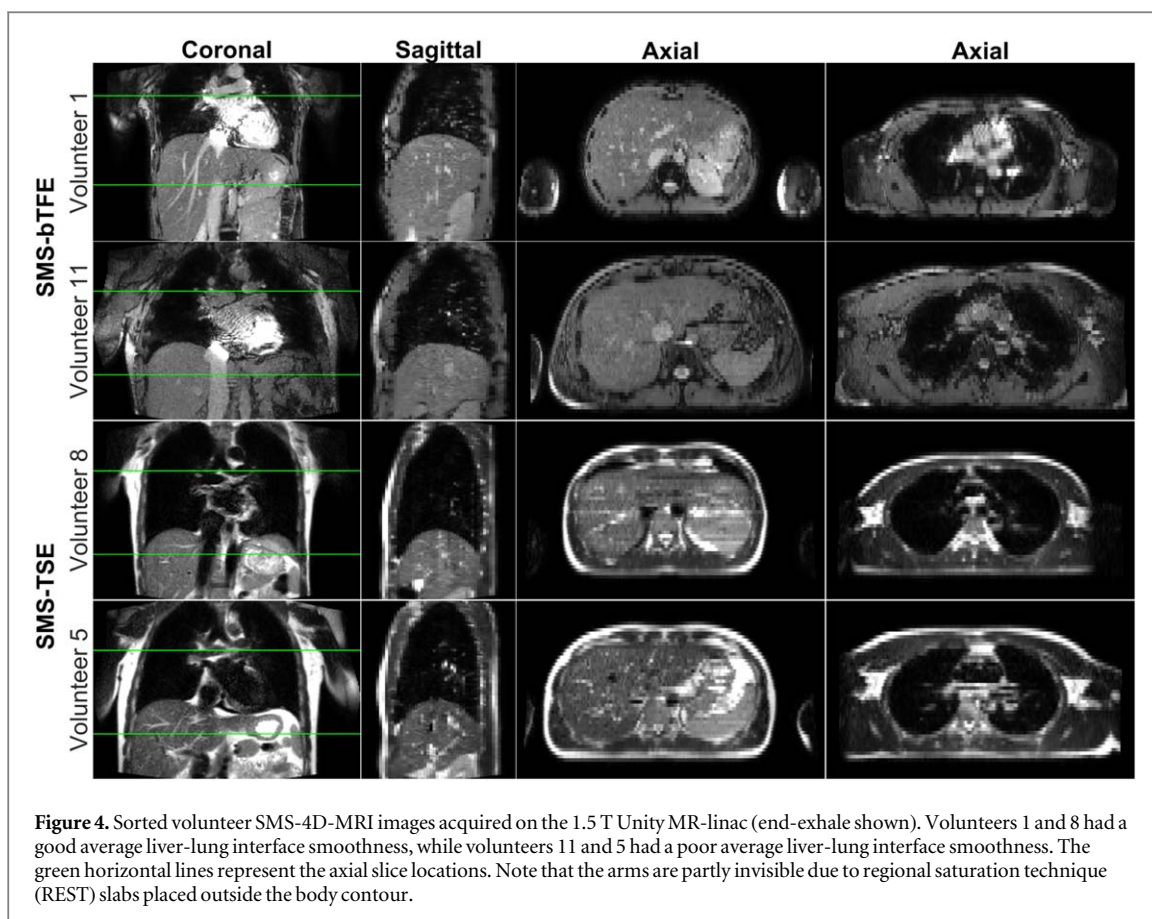 Coronal Sagittal Axial Axial
SMS-bTFE
Volunteer 1
Volunteer 11
SMS-TSE
Volunteer 8
Volunteer 5
Figure 4. Sorted volunteer SMS-4D-MRI images acquired on the 1.5 T Unity MR-linac (end-exhale shown). Volunteers 1 and 8 had a
good average liver-lung interface smoothness, while volunteers 11 and 5 had a poor average liver-lung interface smoothness. The
green horizontal lines represent the axial slice locations. Note that the arms are partly invisible due to regional saturation technique
(REST) slabs placed outside the body contour.